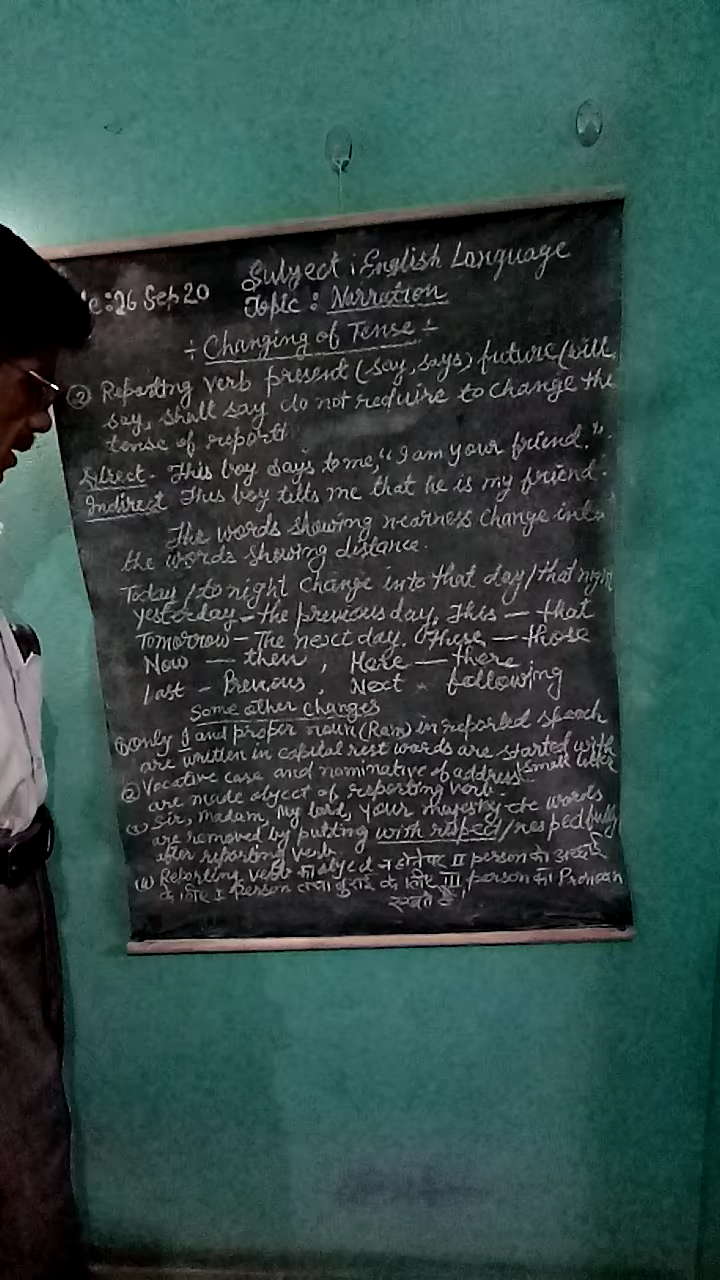 Subject : English Language
e:26 Sep 20 Topic : Narration
÷ Changing of Tense ÷
② Reporting verb present (say, says) future (will
say, shall say do not reduire to change the
tense of report
Direct - This boy says to me, "I am your friend."
Indirect This boy tells me that he is my friend.
The words showing nearness change into
the words showing distance.
Today / to night change into that day/that night
yesterday - the previous day, This - that
Tomorrow - The next day. These - those
Now - then, Here - there
last - Previous, Next - following
Some other changes
① only I and proper noun (Ram) in reported speech
are written in capital rest words are started with
small letter
② Vocative case and nominative of address
are made object of reporting verb
(i) Sir, madam, My lord, your majesty etc words
are removed by putting with respect/respectfully
after reporting verb
(ii) Reporting verb का object न होने पर II person को अच्छाई
के लिए I person तथा बुराई के लिए III person का Pronoun
रखते हैं।